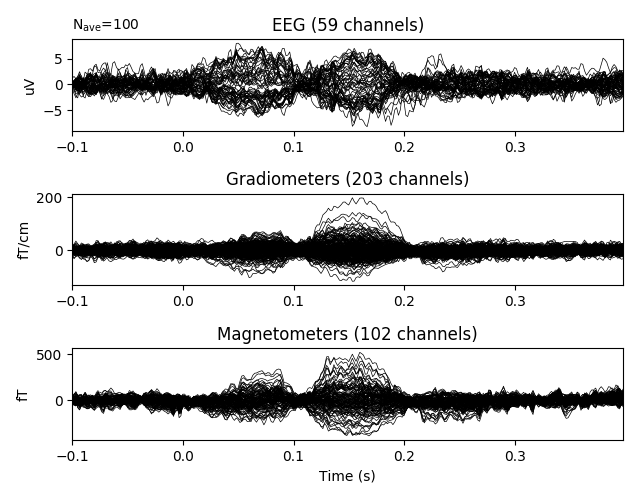 N_ave=100
EEG (59 channels)
5
0
−5
uV
−0.1 0.0 0.1 0.2 0.3
Gradiometers (203 channels)
200
0
fT/cm
−0.1 0.0 0.1 0.2 0.3
Magnetometers (102 channels)
500
0
fT
−0.1 0.0 0.1 0.2 0.3
Time (s)